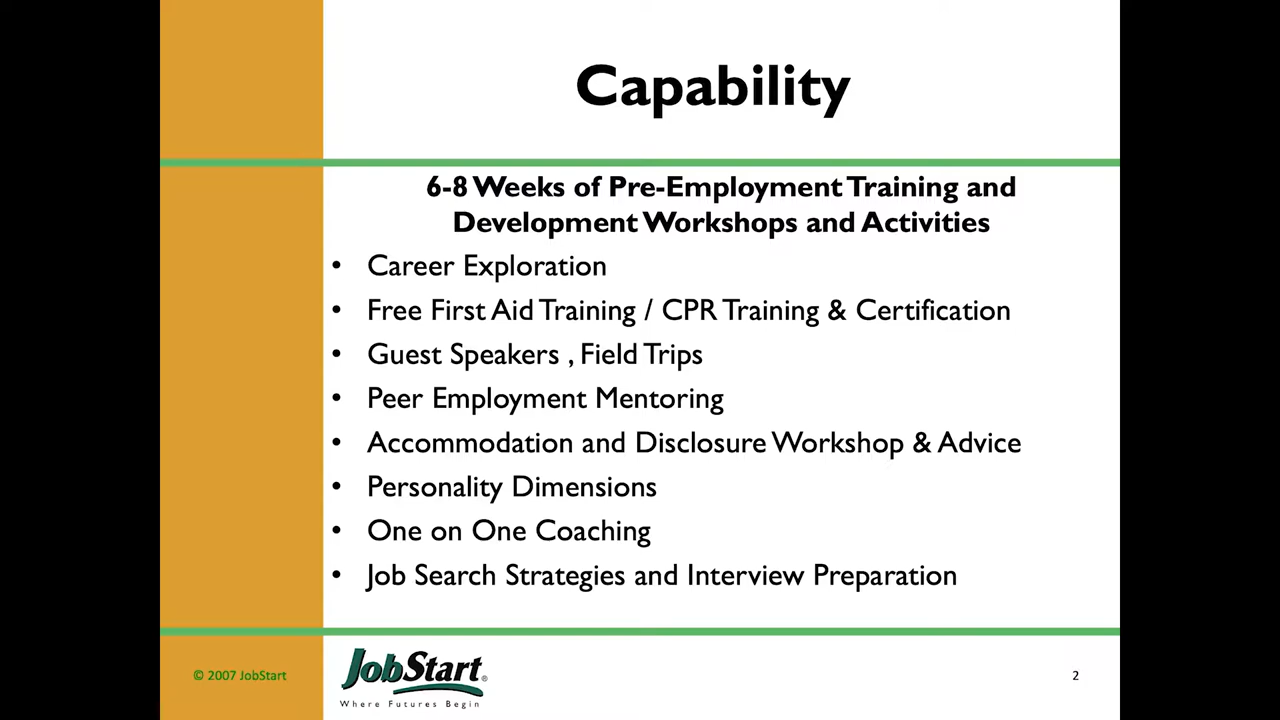 Capability
6-8 Weeks of Pre-Employment Training and
Development Workshops and Activities
• Career Exploration
• Free First Aid Training / CPR Training & Certification
• Guest Speakers , Field Trips
• Peer Employment Mentoring
• Accommodation and Disclosure Workshop & Advice
• Personality Dimensions
• One on One Coaching
• Job Search Strategies and Interview Preparation
© 2007 JobStart
JobStart®
Where Futures Begin
2